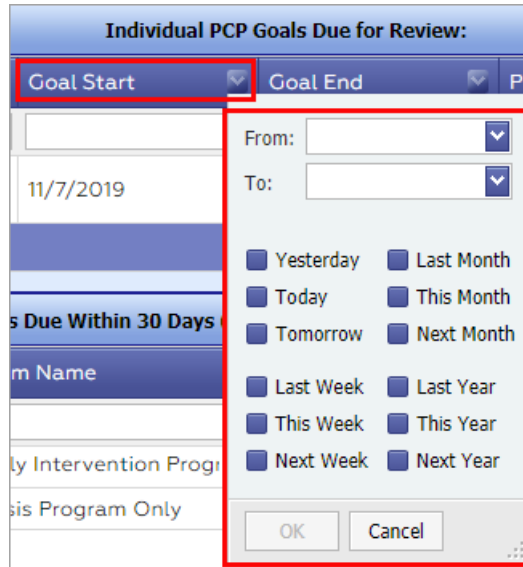 Individual PCP Goals Due for Review:
Goal Start Goal End P
From:
To:
11/7/2019
Yesterday Last Month
Today This Month
Tomorrow Next Month
s Due Within 30 Days
m Name
Last Week Last Year
This Week This Year
Next Week Next Year
ly Intervention Progr
sis Program Only
OK Cancel